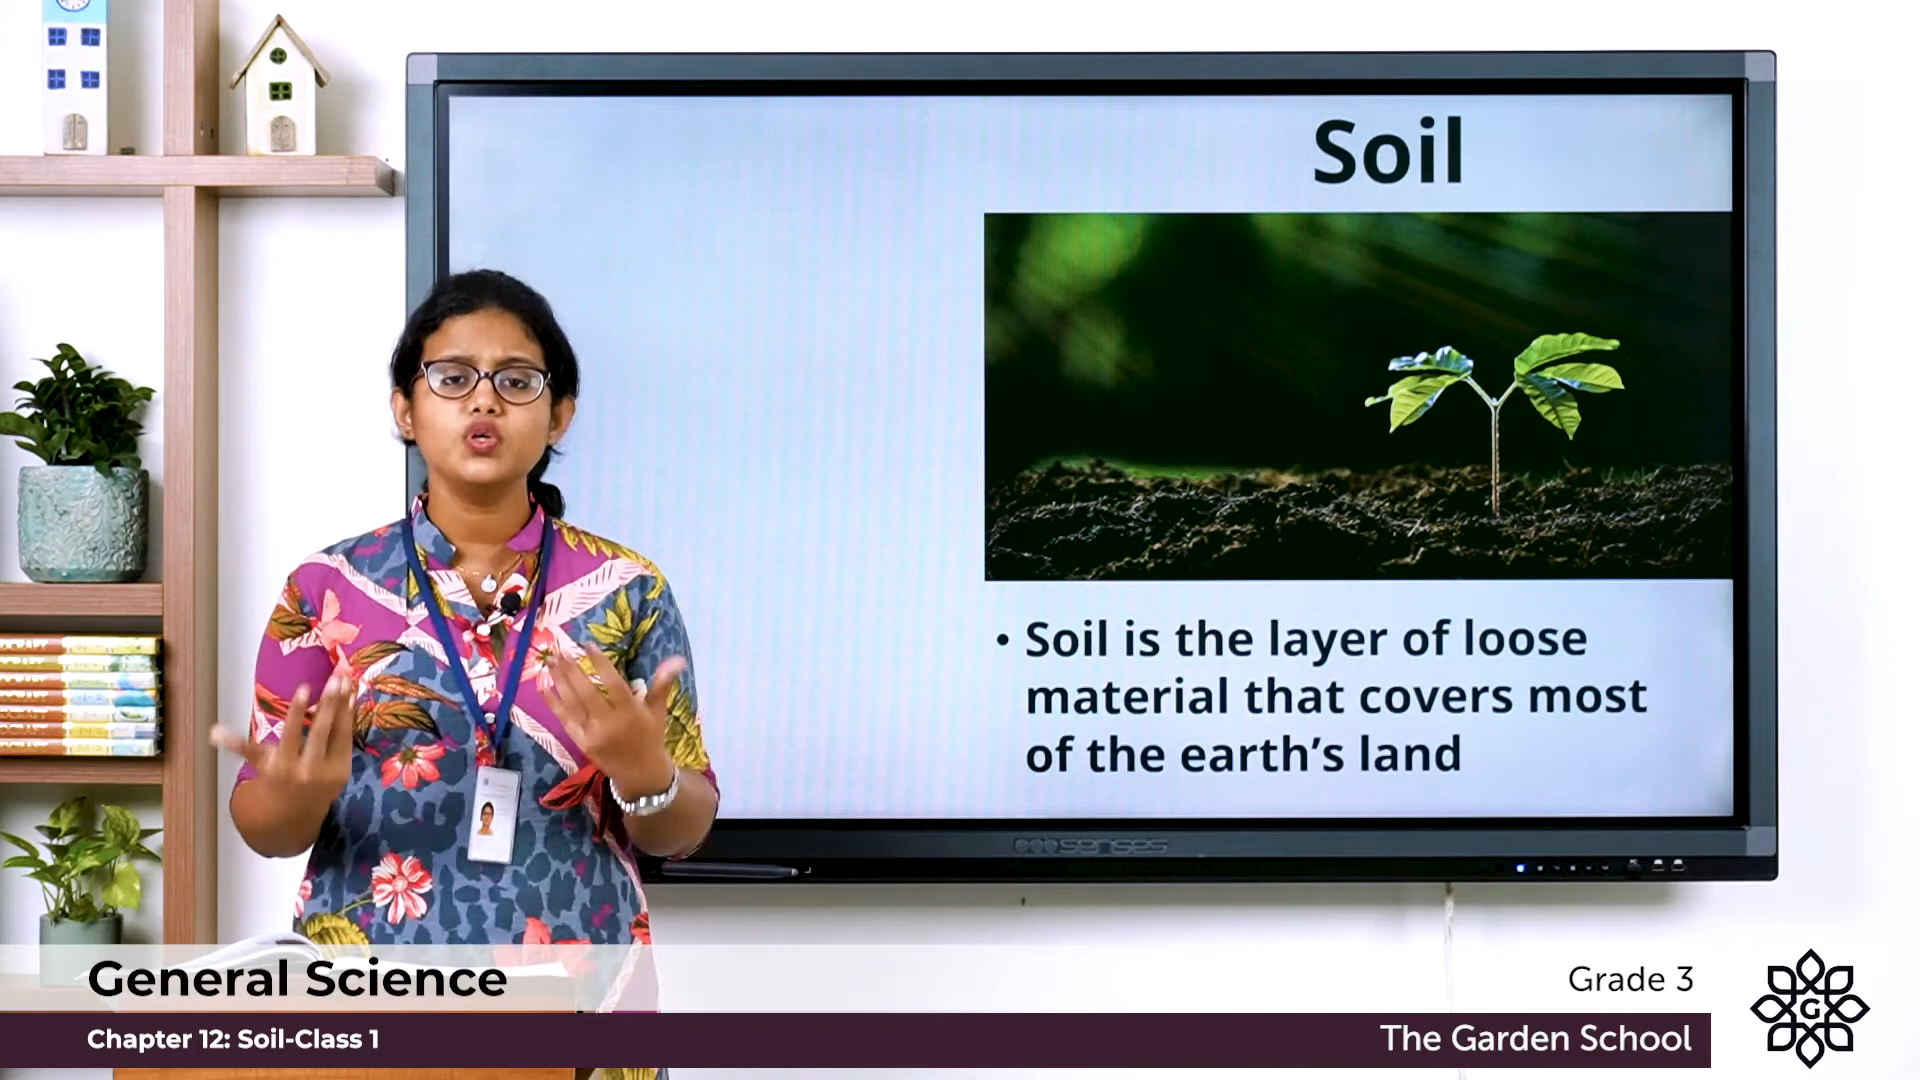 Soil
• Soil is the layer of loose
material that covers most
of the earth's land
senses
General Science
Grade 3
Chapter 12: Soil-Class 1
The Garden School
G